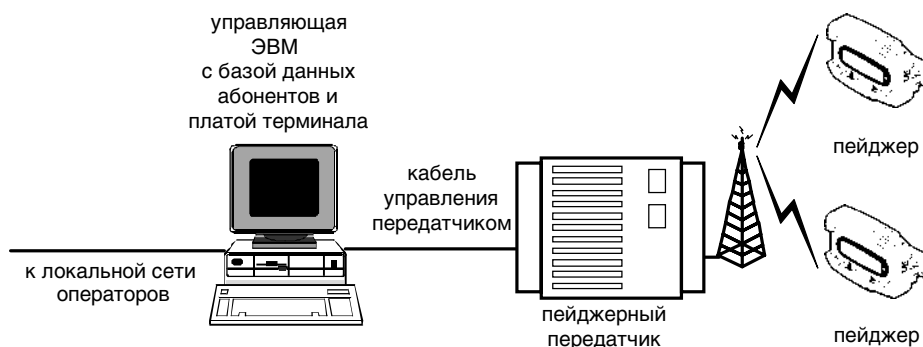 управляющая
ЭВМ
с базой данных
абонентов и
платой терминала
к локальной сети
операторов
кабель
управления
передатчиком
пейджерный
передатчик
пейджер
пейджер